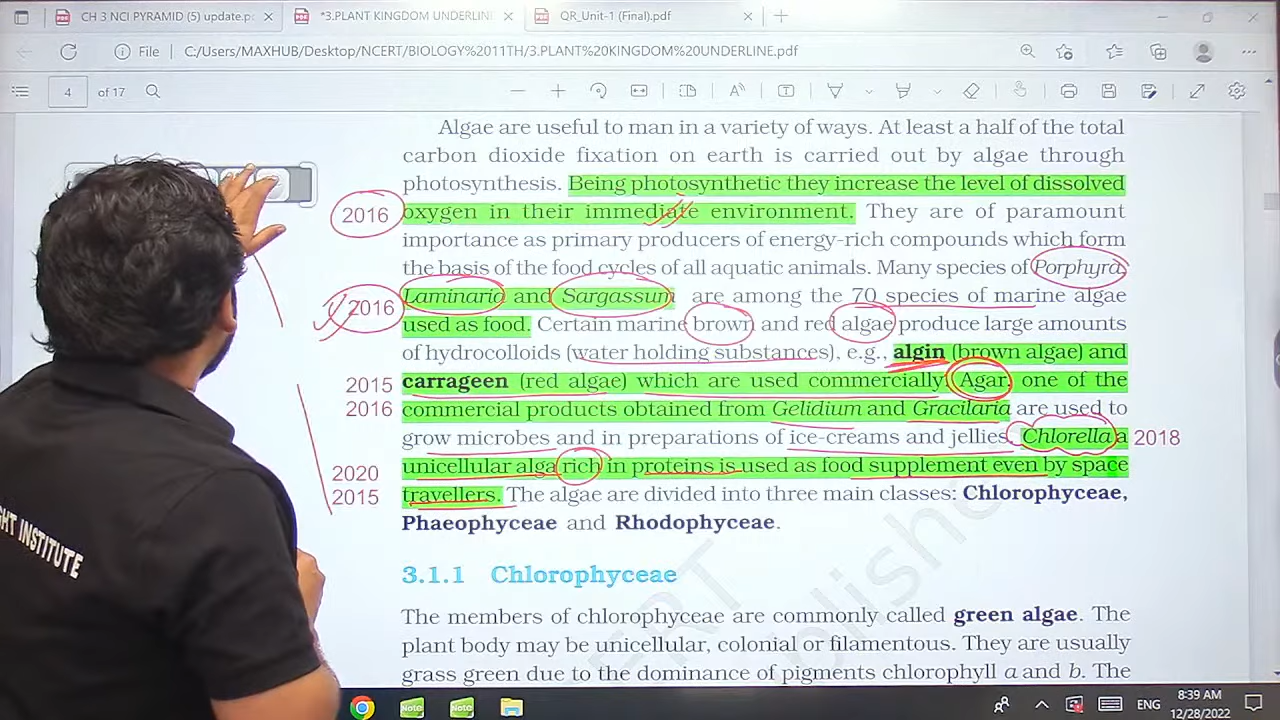 CH 3 NCI PYRAMID (5) update.p
*3.PLANT KINGDOM UNDERLINE
QR_Unit-1 (Final).pdf
File C:/Users/MAXHUB/Desktop/NCERT/BIOLOGY%2011TH/3.PLANT%20KINGDOM%20UNDERLINE.pdf
4 of 17
Algae are useful to man in a variety of ways. At least a half of the total
carbon dioxide fixation on earth is carried out by algae through
photosynthesis. Being photosynthetic they increase the level of dissolved
2016 oxygen in their immediate environment. They are of paramount
importance as primary producers of energy-rich compounds which form
the basis of the food cycles of all aquatic animals. Many species of Porphyra,
2016 Laminaria and Sargassum are among the 70 species of marine algae
used as food. Certain marine brown and red algae produce large amounts
of hydrocolloids (water holding substances), e.g., algin (brown algae) and
2015 carrageen (red algae) which are used commercially. Agar, one of the
2016 commercial products obtained from Gelidium and Gracilaria are used to
grow microbes and in preparations of ice-creams and jellies. Chlorella a 2018
2020 unicellular alga rich in proteins is used as food supplement even by space
2015 travellers. The algae are divided into three main classes: Chlorophyceae,
Phaeophyceae and Rhodophyceae.
3.1.1 Chlorophyceae
The members of chlorophyceae are commonly called green algae. The
plant body may be unicellular, colonial or filamentous. They are usually
grass green due to the dominance of pigments chlorophyll a and b. The
GHT INSTITUTE
Note
Note
ENG
8:39 AM
12/28/2022